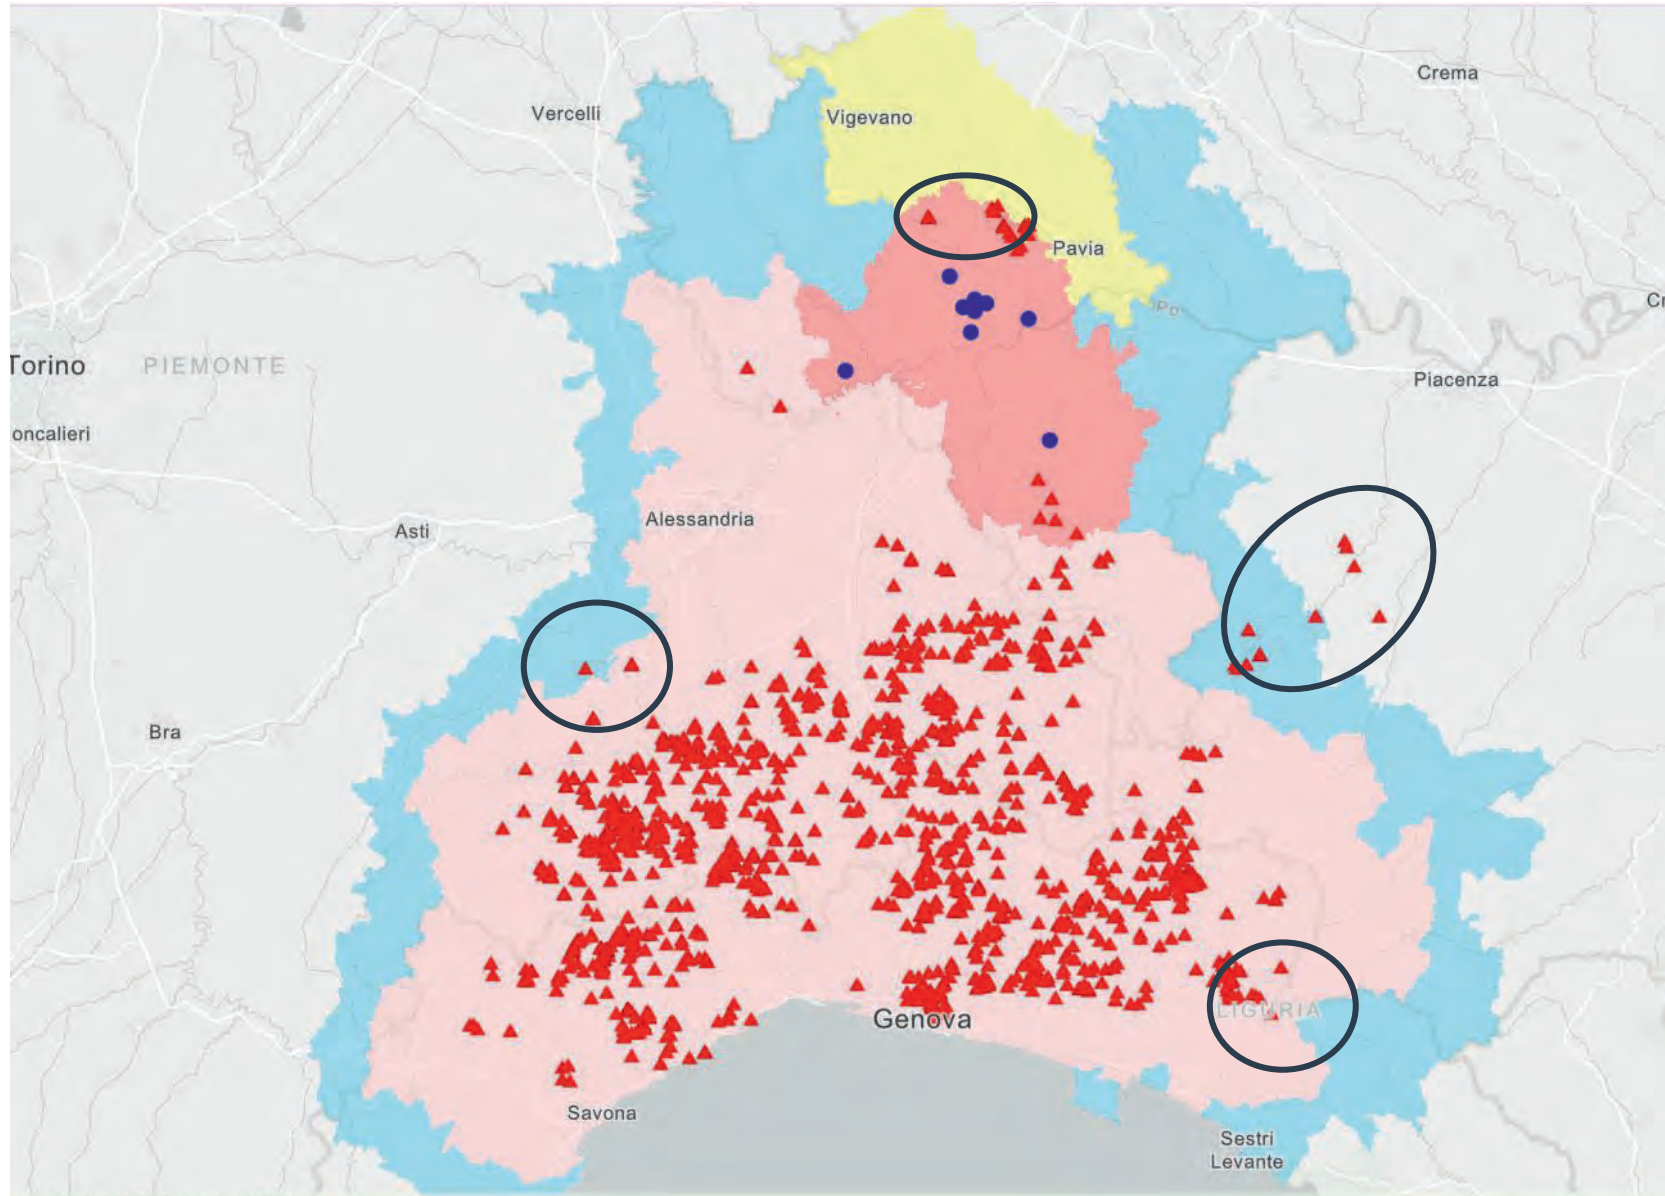 Crema
Vercelli
Vigevano
Pavia
Po
Cr
Torino
PIEMONTE
Piacenza
oncalieri
Alessandria
Asti
Bra
LIGURIA
Genova
Savona
Sestri
Levante